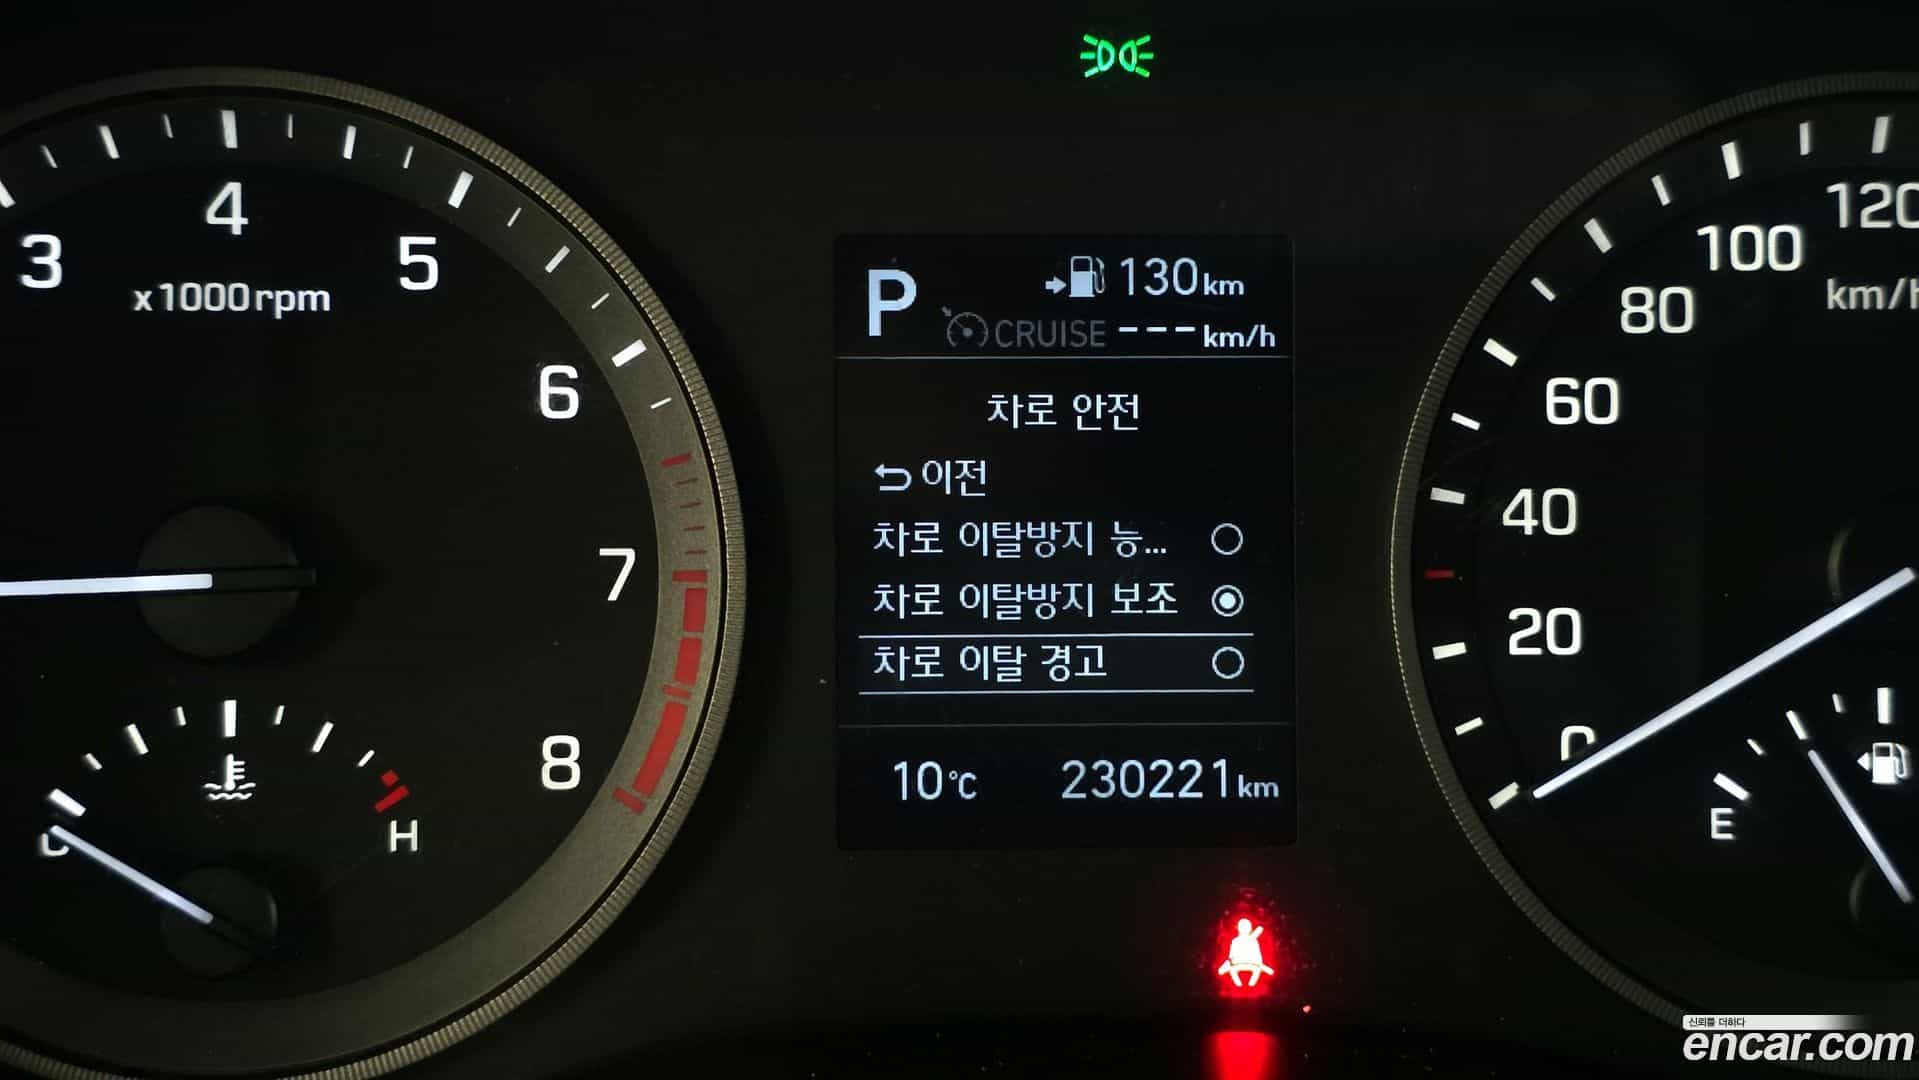 3
4
5
x1000rpm
6
7
8
C
H
P
130km
CRUISE ---km/h
차로 안전
이전
차로 이탈방지 능...
차로 이탈방지 보조
차로 이탈 경고
10°C
230221km
120
100
km/h
80
60
40
20
0
E
신뢰를 더하다
encar.com